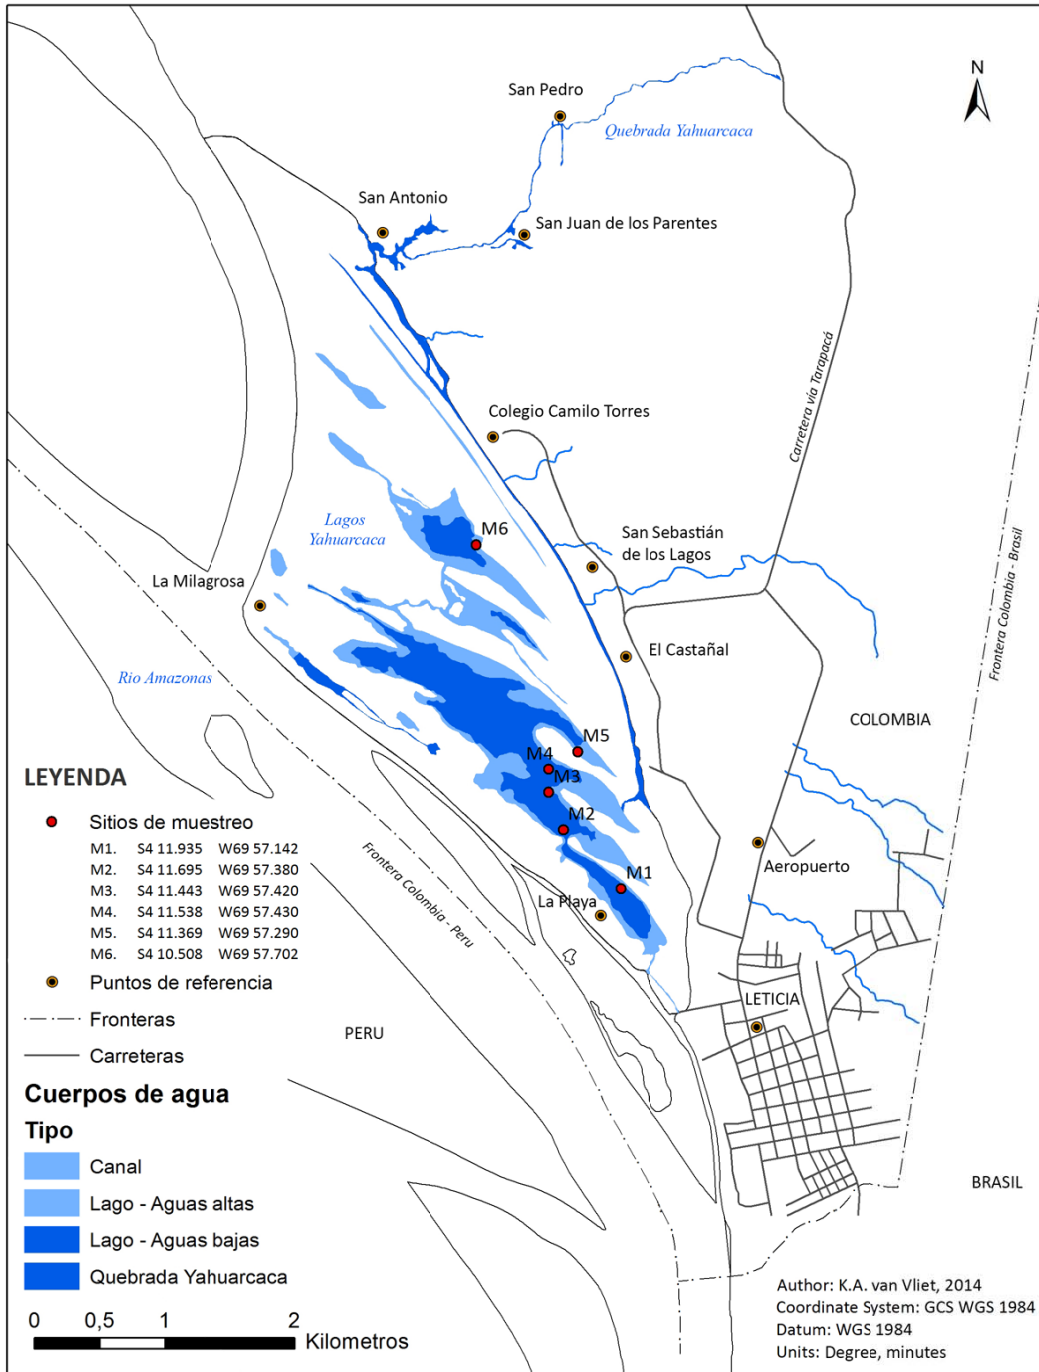 N
San Pedro
Quebrada Yahuarcaca
San Antonio
San Juan de los Parentes
Carretera vía Tarapacá
Colegio Camilo Torres
Lagos
Yahuarcaca
M6
San Sebastián
de los Lagos
La Milagrosa
Frontera Colombia - Brasil
El Castañal
Rio Amazonas
COLOMBIA
M5
M4
M3
M2
M1
Aeropuerto
La Playa
Frontera Colombia - Peru
LETICIA
PERU
BRASIL
LEYENDA
Sitios de muestreo
M1. S4 11.935 W69 57.142
M2. S4 11.695 W69 57.380
M3. S4 11.443 W69 57.420
M4. S4 11.538 W69 57.430
M5. S4 11.369 W69 57.290
M6. S4 10.508 W69 57.702
Puntos de referencia
Fronteras
Carreteras
Cuerpos de agua
Tipo
Canal
Lago - Aguas altas
Lago - Aguas bajas
Quebrada Yahuarcaca
0 0,5 1 2
Kilometros
Author: K.A. van Vliet, 2014
Coordinate System: GCS WGS 1984
Datum: WGS 1984
Units: Degree, minutes